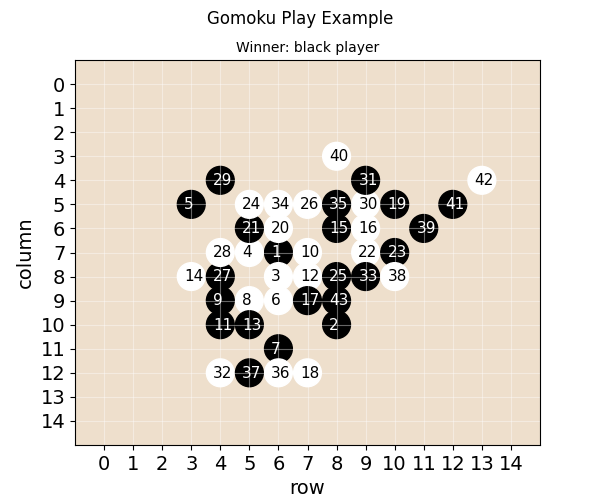 Gomoku Play Example
Winner: black player
0
1
2
3 40
4 29 31 42
5 5 24 34 26 35 30 19 41
6 21 20 15 16 39
7 28 4 1 10 22 23
8 14 27 3 12 25 33 38
9 9 8 6 17 43
10 11 13 2
11 7
12 32 37 36 18
13
14
column
0 1 2 3 4 5 6 7 8 9 10 11 12 13 14
row